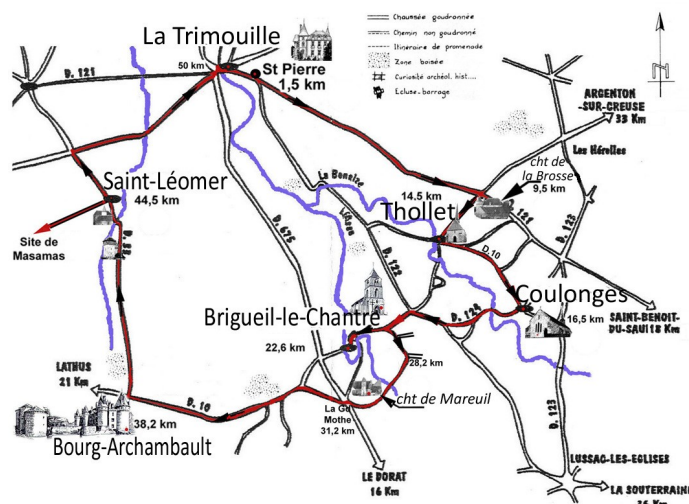 La Trimouille
50 km
St Pierre
1,5 km
D. 121
Chaussée goudronnée
Chemin non goudronné
Itineraire de promenade
Zone boisée
Curiosité archéol. hist....
Ecluse-barrage
N
ARGENTON
-SUR-CREUSE
33 Km
Les Hérolles
cht de
la Brosse
9,5 km
Saint-Léomer
44,5 km
Site de
Masamas
La Benaize
14.5 km
Thollet
121
D. 123
D. 675
D. 122
D.10
Coulonges
16,5 km
SAINT-BENOIT
-DU-SAULT
18 Km
D. 124
Brigueil-le-Chantre
22,6 km
28,2 km
cht de Mareuil
La Gd
Mothe
31,2 km
LATHUS
21 Km
D. 10
38,2 km
Bourg-Archambault
D. 123
LE DORAT
16 Km
LUSSAC-LES-EGLISES
LA SOUTERRAINE